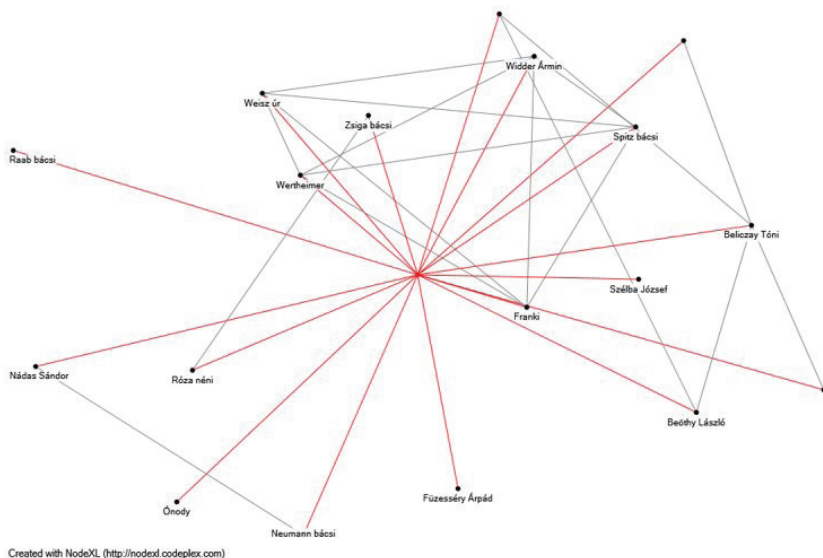 Widder Ármin
Weisz úr
Zsiga bácsi
Spitz bácsi
Raab bácsi
Wertheimer
Beliczay Tóni
Szélba József
Franki
Nádas Sándor
Róza néni
Beöthy László
Ónody
Füzesséry Árpád
Neumann bácsi
Created with NodeXL (http://nodexl.codeplex.com)